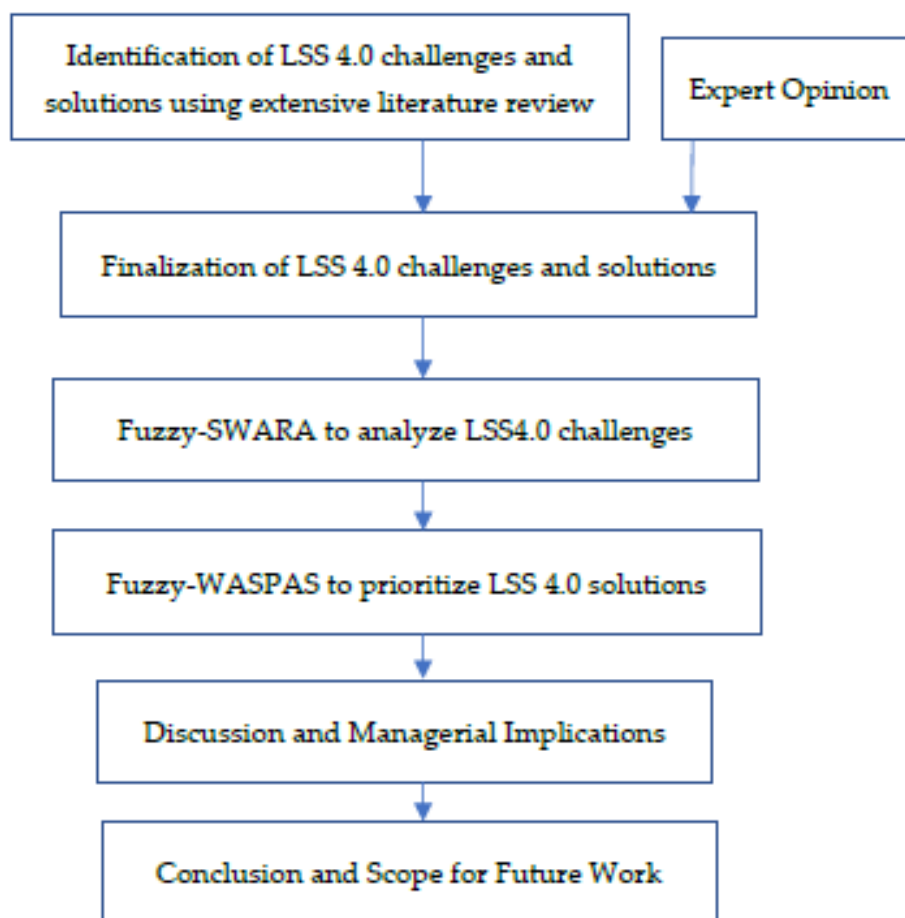 Identification of LSS 4.0 challenges and
solutions using extensive literature review
Expert Opinion
Finalization of LSS 4.0 challenges and solutions
Fuzzy-SWARA to analyze LSS4.0 challenges
Fuzzy-WASPAS to prioritize LSS 4.0 solutions
Discussion and Managerial Implications
Conclusion and Scope for Future Work